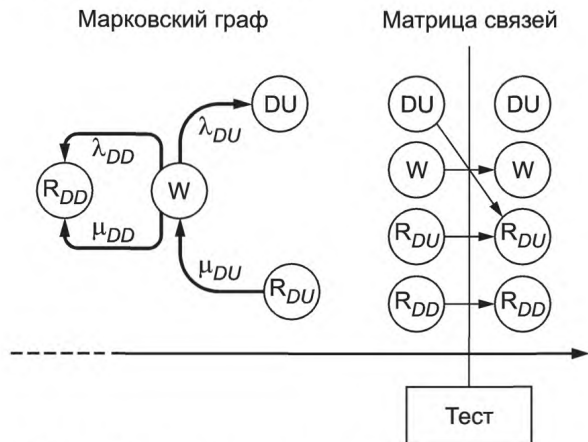 Марковский граф
Матрица связей
DU
λDU
λDD
RDD
W
μDD
μDU
RDU
DU
DU
W
W
RDU
RDU
RDD
RDD
Тест